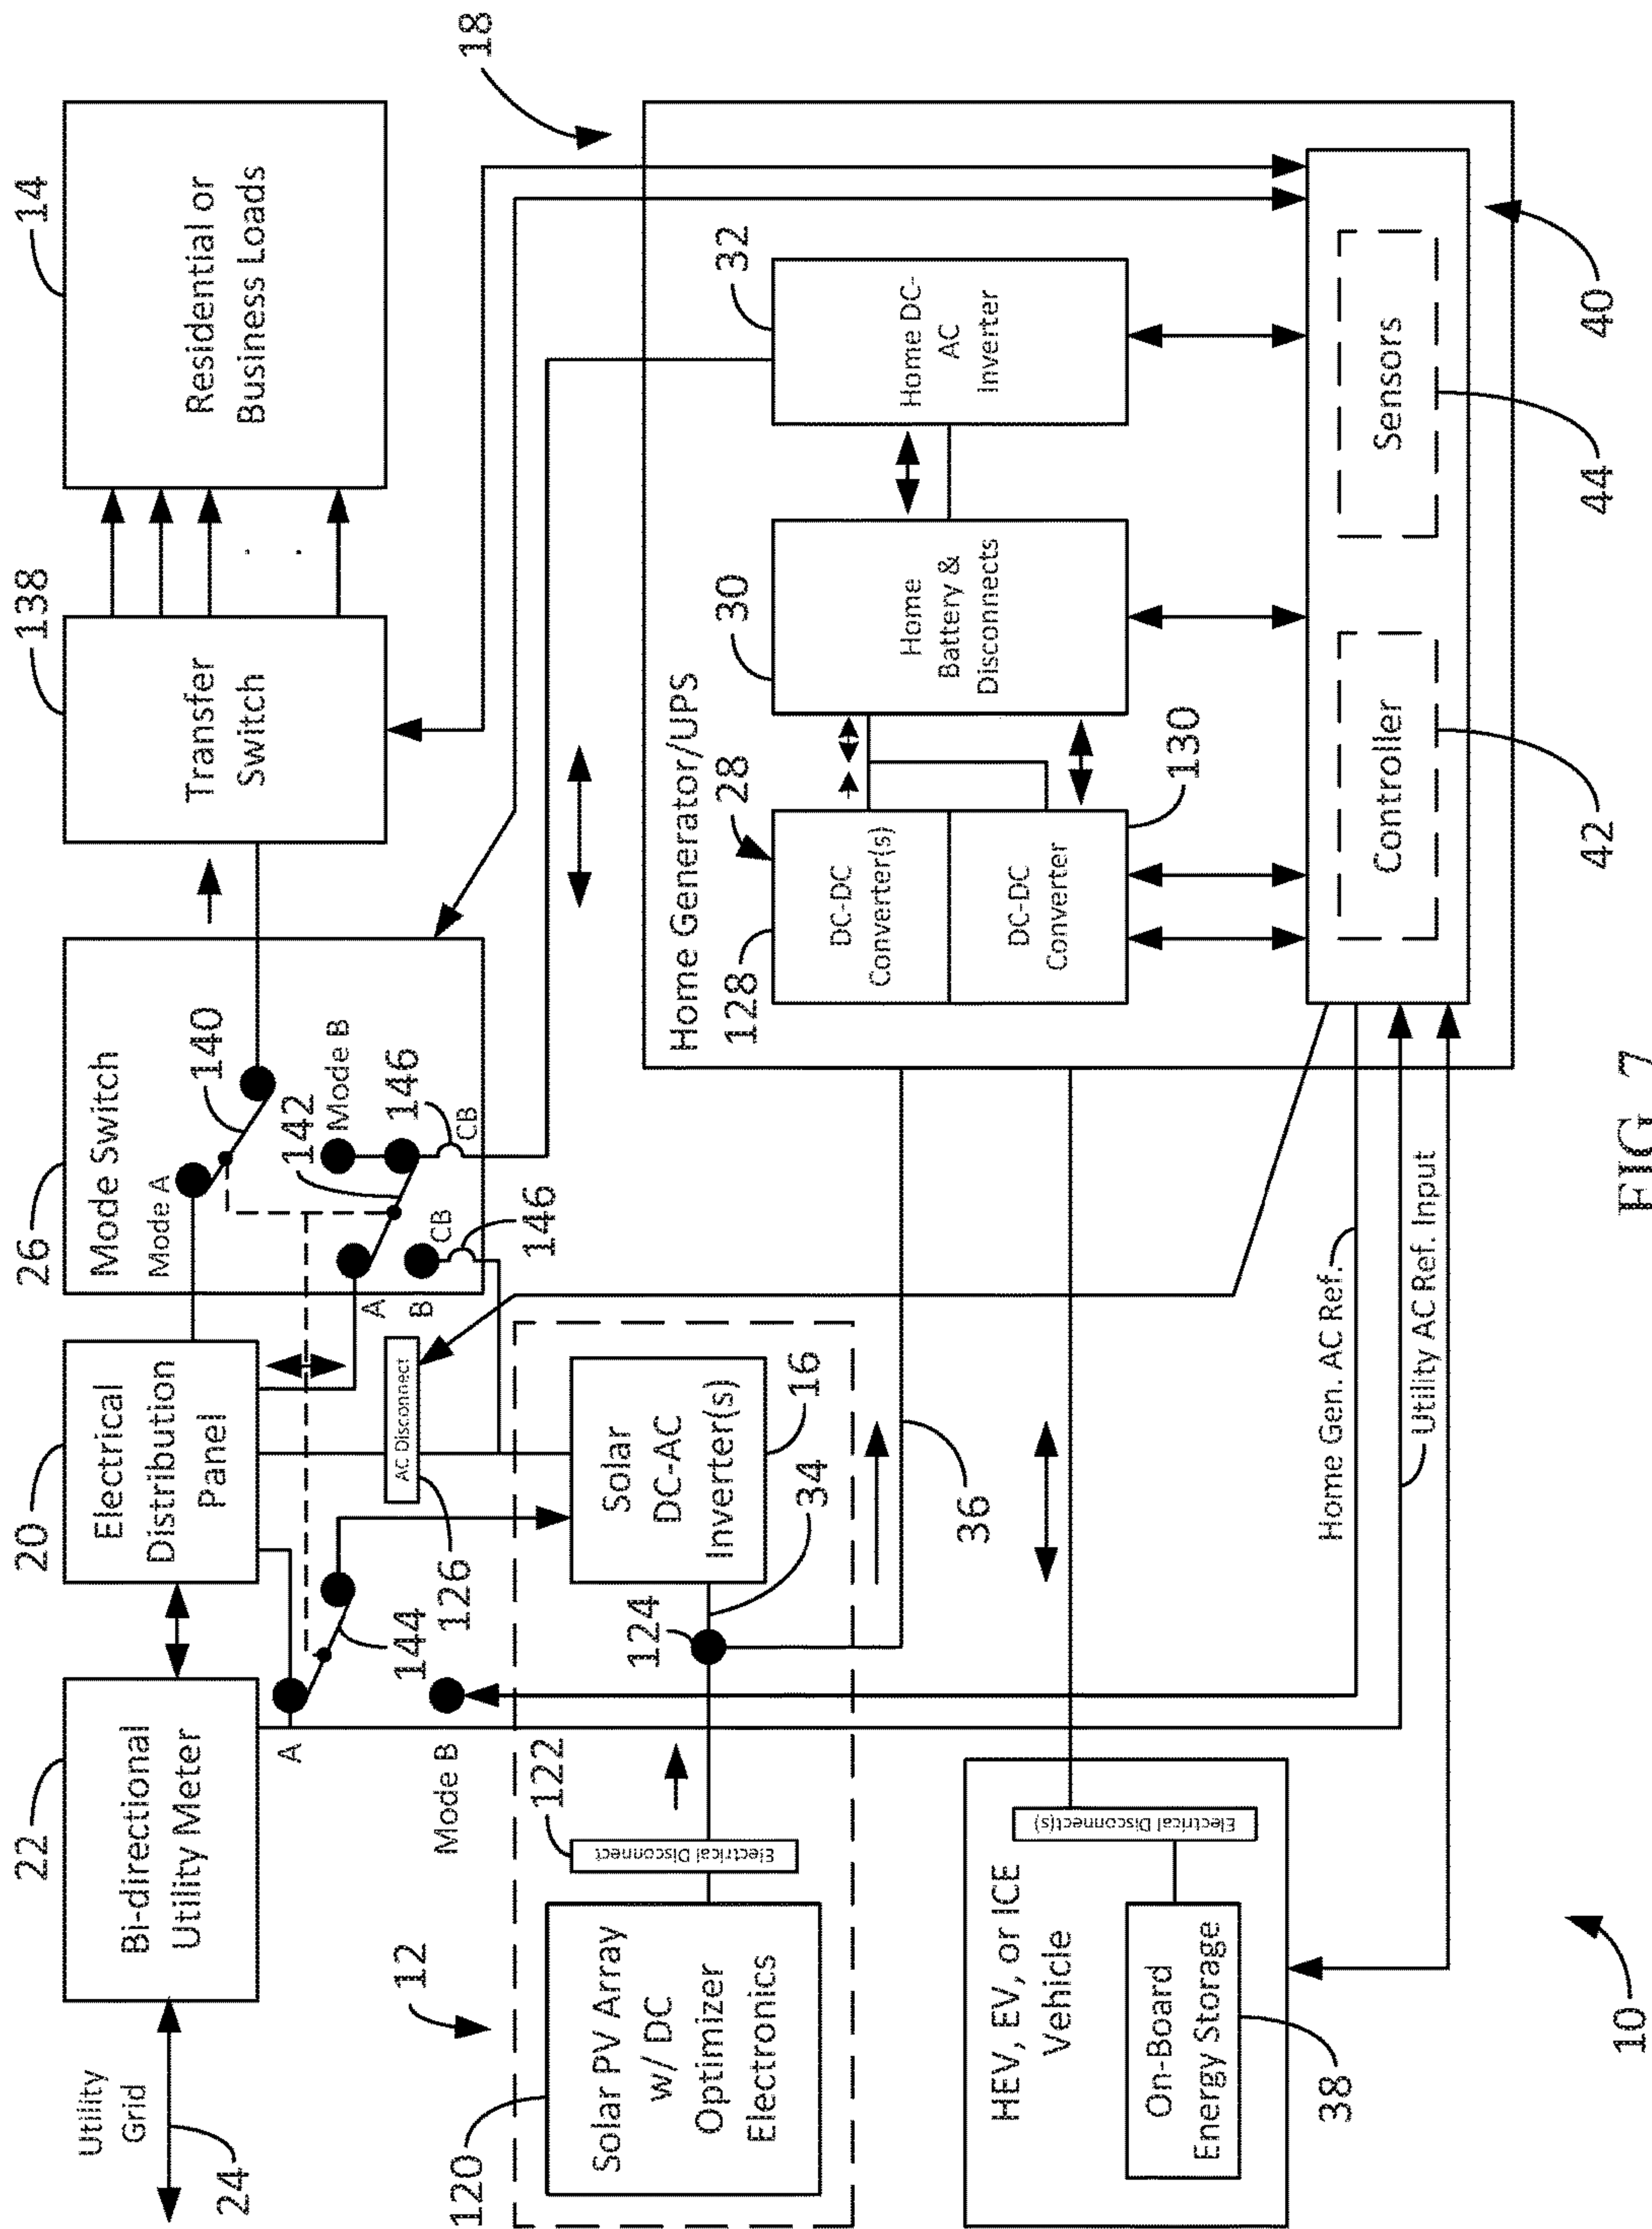 Utility
Grid
24
22
Bi-directional
Utility Meter
20
Electrical
Distribution
Panel
26
Mode Switch
Mode A
140
Mode B
142
146
CB
A
B
CB
146
138
Transfer
Switch
14
Residential or
Business Loads
A
144
Mode B
126
AC Disconnect
12
120
Solar PV Array
w/ DC
Optimizer
Electronics
122
Electrical Disconnect
124
34
Solar
DC-AC
Inverter(s)
16
36
18
Home Generator/UPS
128
28
DC-DC
Converter(s)
DC-DC
Converter
130
30
Home
Battery &
Disconnects
32
Home DC-
AC
Inverter
Controller
42
Sensors
44
40
HEV, EV, or ICE
Vehicle
On-Board
Energy Storage
38
Electrical Disconnect(s)
Home Gen. AC Ref.
Utility AC Ref. Input
10
FIG. 7